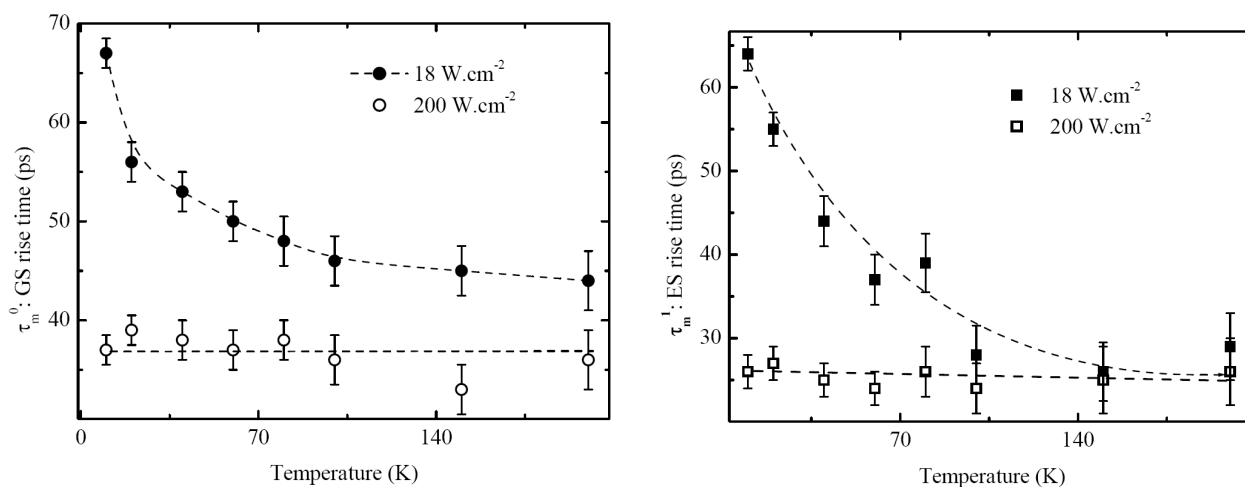 70
60
50
40
τm0: GS rise time (ps)
18 W.cm-2
200 W.cm-2
0
70
140
Temperature (K)
60
50
40
30
τm1: ES rise time (ps)
18 W.cm-2
200 W.cm-2
70
140
Temperature (K)